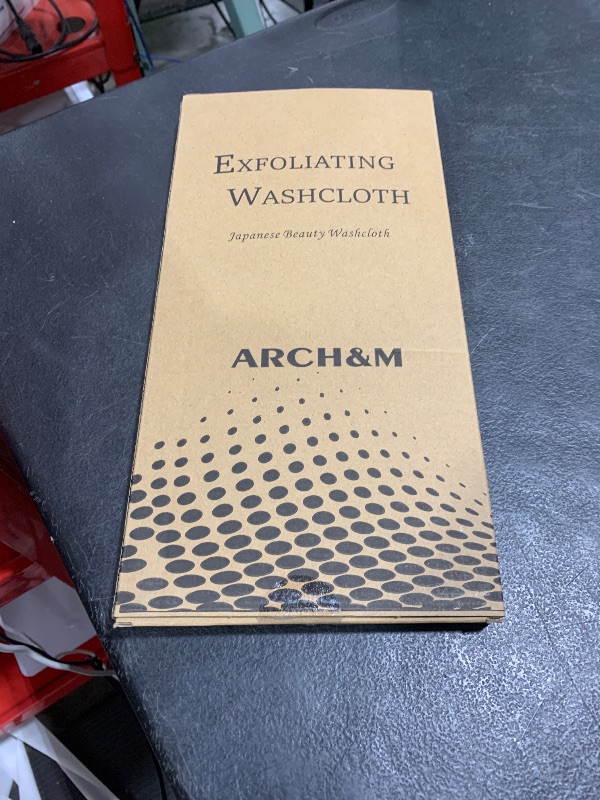 EXFOLIATING
WASHCLOTH
Japanese Beauty Washcloth
ARCH&M